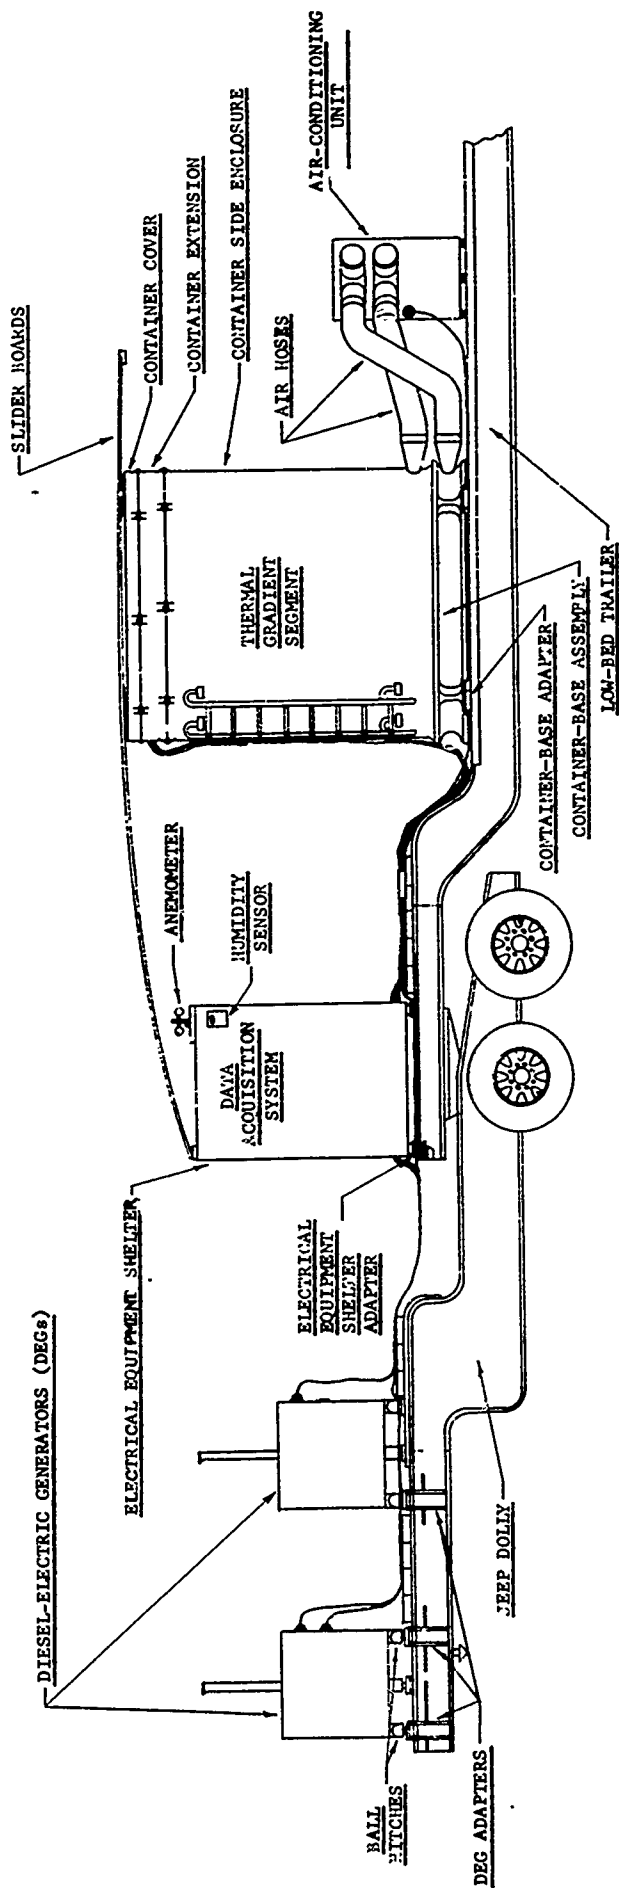 SLIDER BOARDS
CONTAINER COVER
CONTAINER EXTENSION
CONTAINER SIDE ENCLOSURE
AIR-CONDITIONING
UNIT
AIR HOSES
THERMAL
GRADIENT
SEGMENT
ANEMOMETER
HUMIDITY
SENSOR
DATA
ACQUISITION
SYSTEM
ELECTRICAL EQUIPMENT SHELTER
DIESEL-ELECTRIC GENERATORS (DEGs)
ELECTRICAL
EQUIPMENT
SHELTER
ADAPTER
BALL
HITCHES
DEG ADAPTERS
JEEP DOLLY
CONTAINER-BASE ADAPTER
CONTAINER-BASE ASSEMBLY
LOW-BED TRAILER